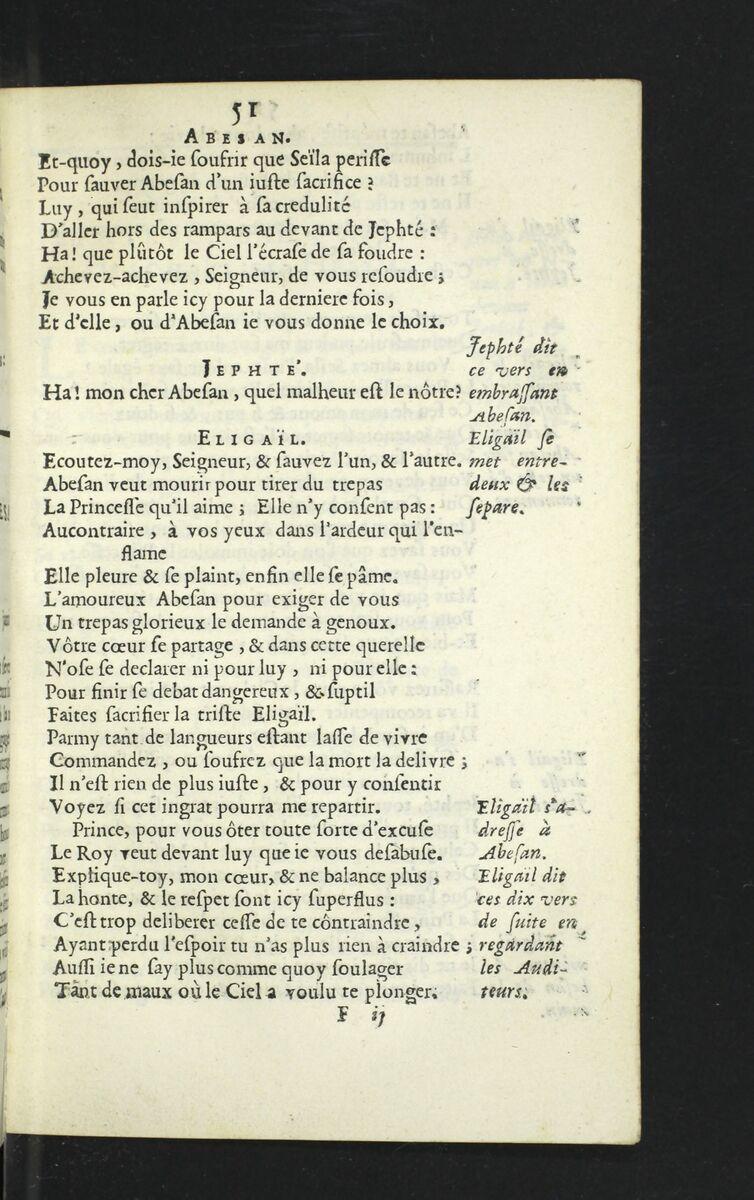 51
ABESAN.
Et-quoy, dois-ie ſoufrir que Seïla periſſe
Pour ſauver Abeſan d'un iuſte ſacrifice ?
Luy, qui ſeut inſpirer à ſa credulité
D'aller hors des rampars au devant de Jephté :
Ha! que plûtôt le Ciel l'écraſe de ſa foudre :
Achevez-achevez, Seigneur, de vous reſoudre ;
Je vous en parle icy pour la derniere fois,
Et d'elle, ou d'Abeſan ie vous donne le choix.
JEPHTE'.
Ha! mon cher Abeſan, quel malheur eſt le nôtre?
Jephté dit
ce vers en
embraſſant
Abeſan.
ELIGAÏL.
Ecoutez-moy, Seigneur, & ſauvez l'un, & l'autre.
Abeſan veut mourir pour tirer du trepas
La Princeſſe qu'il aime ; Elle n'y conſent pas :
Eligaïl ſe
met entre-
deux & les
ſepare.
Aucontraire, à vos yeux dans l'ardeur qui l'en-
flame
Elle pleure & ſe plaint, enfin elle ſe pâme.
L'amoureux Abeſan pour exiger de vous
Un trepas glorieux le demande à genoux.
Vôtre cœur ſe partage, & dans cette querelle
N'oſe ſe declarer ni pour luy, ni pour elle :
Pour finir ſe debat dangereux, & ſuptil
Faites ſacrifier la triſte Eligaïl.
Parmy tant de langueurs eſtant laſſe de vivre
Commandez, ou ſoufrez que la mort la delivre ;
Il n'eſt rien de plus iuſte, & pour y conſentir
Voyez ſi cet ingrat pourra me repartir.
Prince, pour vous ôter toute ſorte d'excuſe
Le Roy veut devant luy que ie vous deſabuſe.
Eligaïl s'a-
dreſſe à
Abeſan.
Explique-toy, mon cœur, & ne balance plus,
La honte, & le reſpet ſont icy ſuperflus :
C'eſt trop deliberer ceſſe de te côntraindre,
Ayant perdu l'eſpoir tu n'as plus rien à craindre ;
Auſſi ie ne ſay plus comme quoy ſoulager
Tant de maux où le Ciel a voulu te plonger.
Eligaïl dit
ces dix vers
de ſuite en
regardant
les Audi-
teurs.
F ij